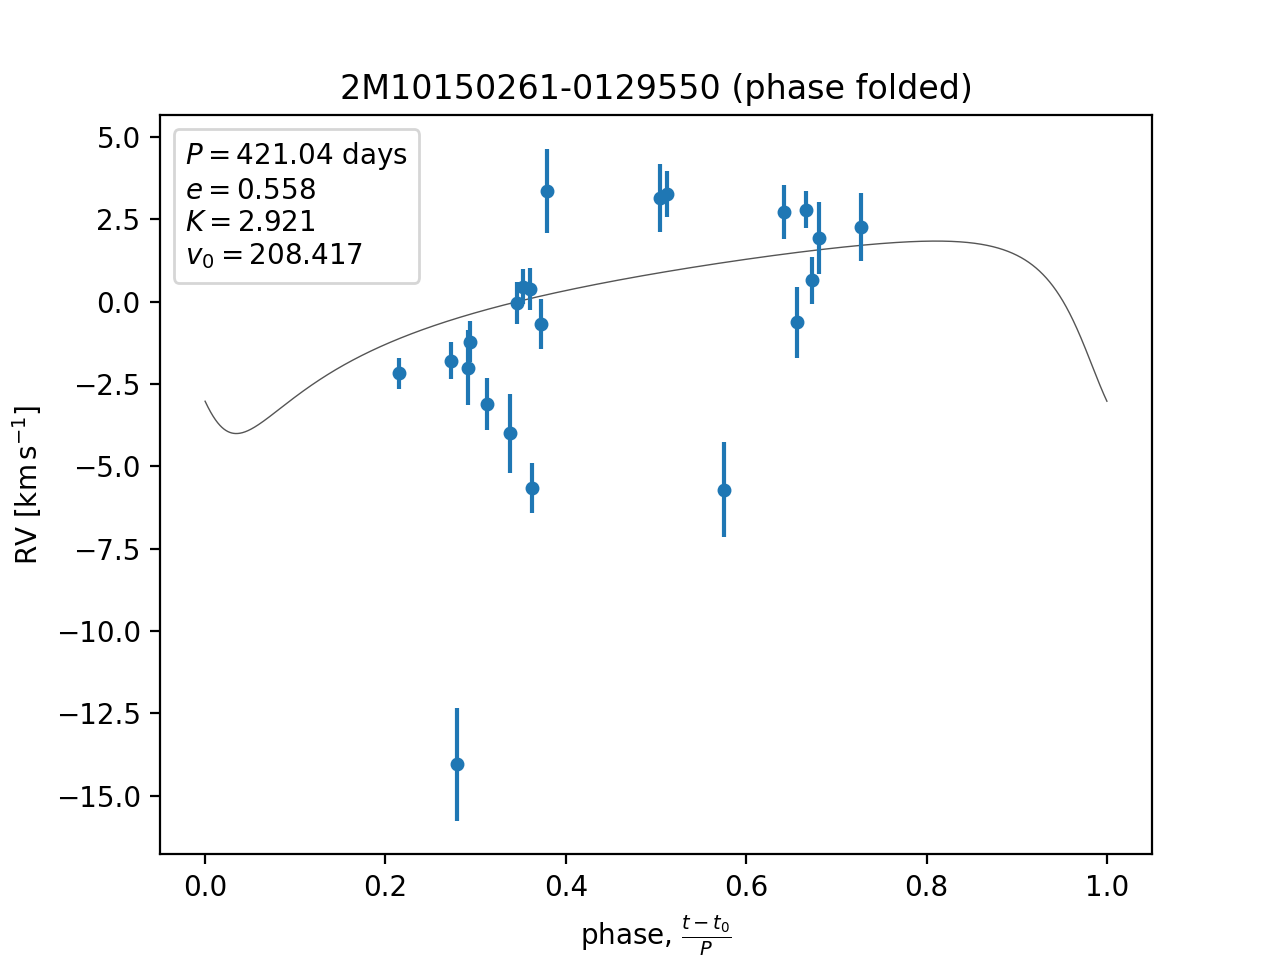 2M10150261-0129550 (phase folded)
P = 421.04 days
e = 0.558
K = 2.921
v₀ = 208.417
5.0
2.5
0.0
−2.5
−5.0
−7.5
−10.0
−12.5
−15.0
RV [km s⁻¹]
0.0 0.2 0.4 0.6 0.8 1.0
phase, (t − t₀)/P